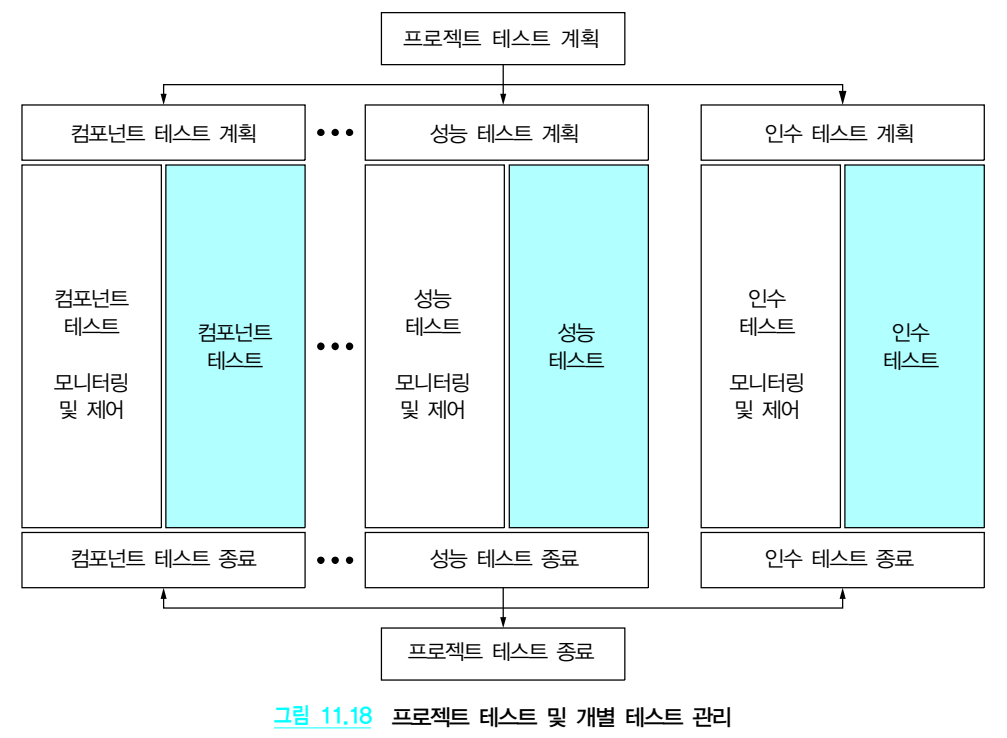 프로젝트 테스트 계획
컴포넌트 테스트 계획
성능 테스트 계획
인수 테스트 계획
컴포넌트
테스트
모니터링
및 제어
컴포넌트
테스트
성능
테스트
모니터링
및 제어
성능
테스트
인수
테스트
모니터링
및 제어
인수
테스트
컴포넌트 테스트 종료
성능 테스트 종료
인수 테스트 종료
프로젝트 테스트 종료
그림 11.18 프로젝트 테스트 및 개별 테스트 관리